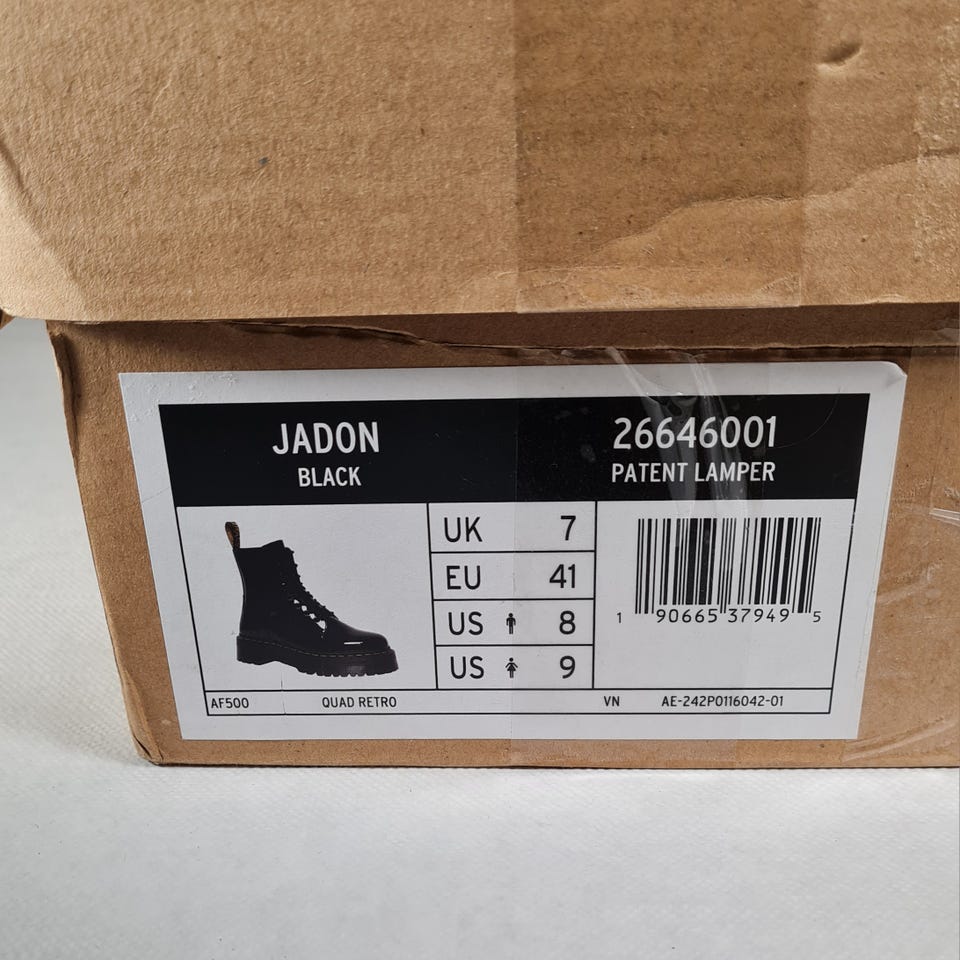 JADON
BLACK
26646001
PATENT LAMPER
UK 7
EU 41
US 8
US 9
1 90665 37949 5
AF500 QUAD RETRO VN AE-242P0116042-01